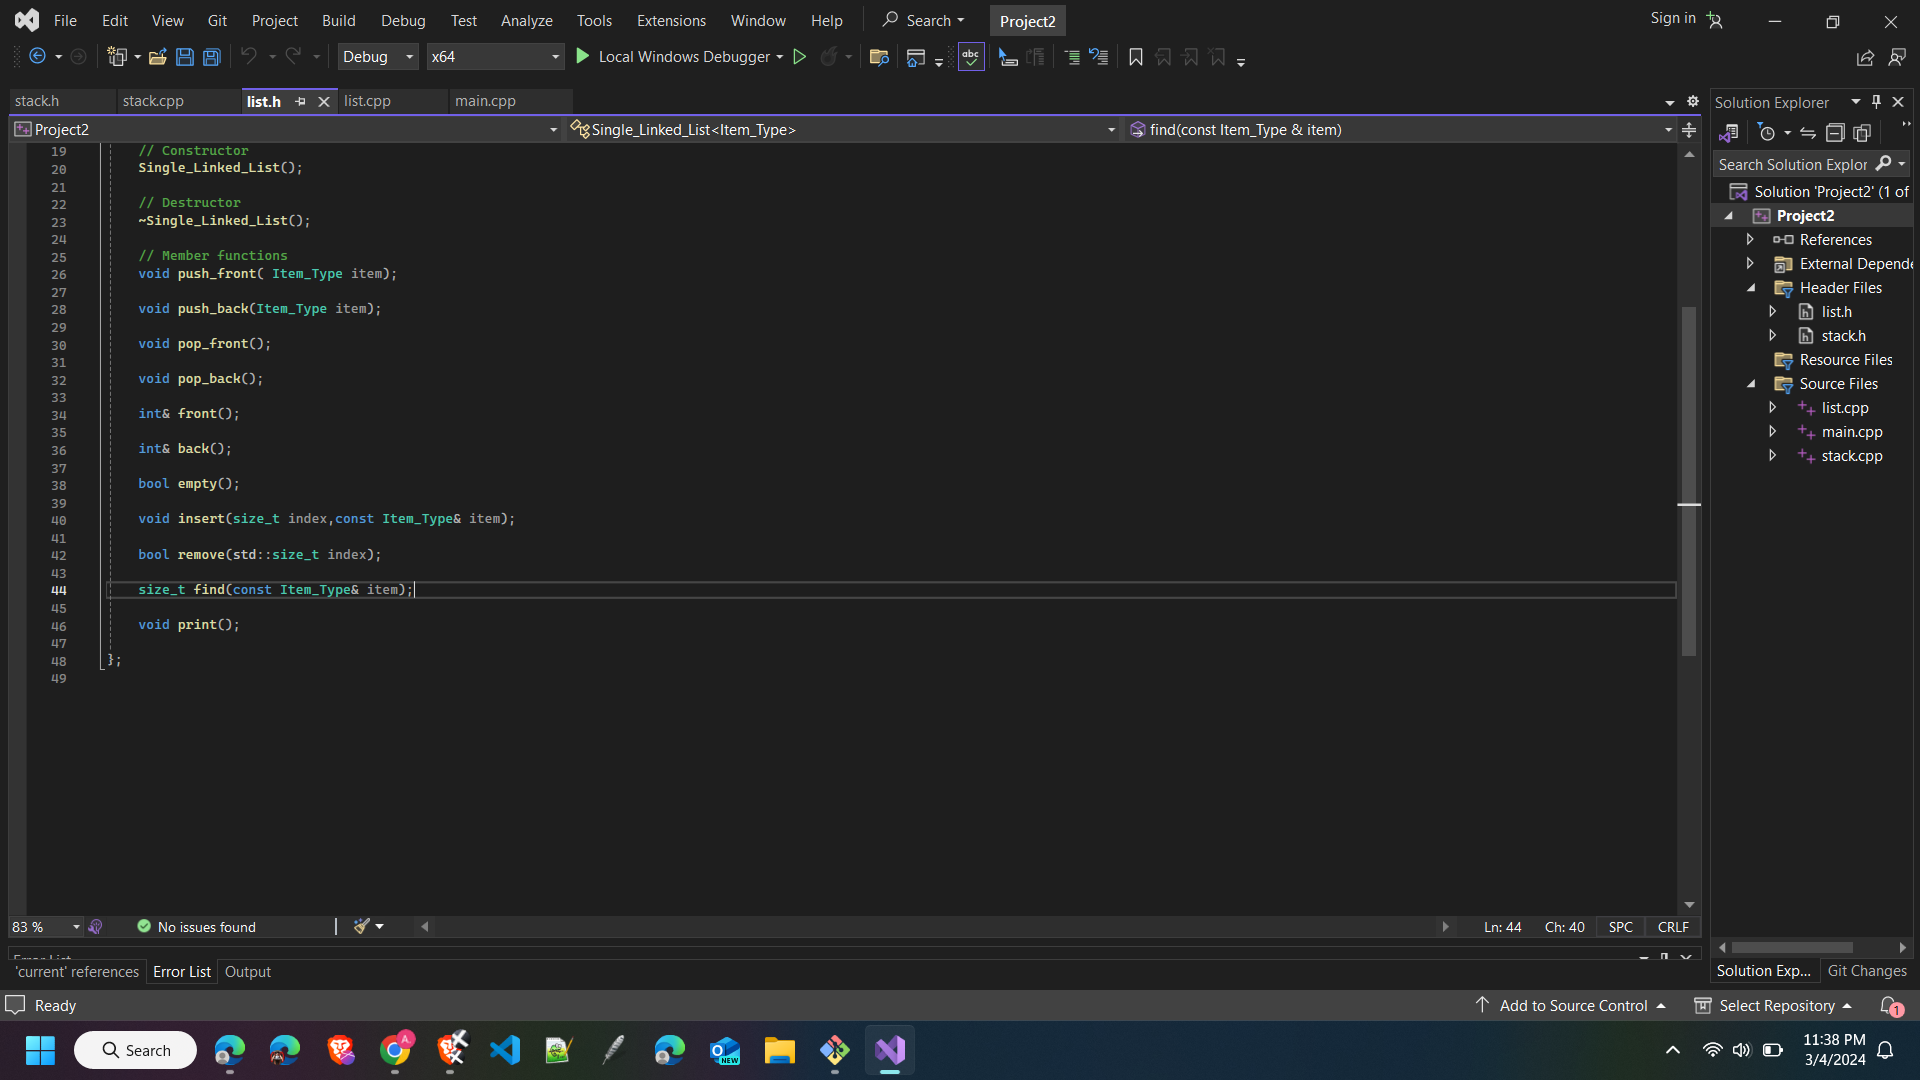 File Edit View Git Project Build Debug Test Analyze Tools Extensions Window Help Search Project2 Sign in
Debug x64 Local Windows Debugger abc
stack.h stack.cpp list.h list.cpp main.cpp
Project2 Single_Linked_List<Item_Type> find(const Item_Type & item)
19 // Constructor
20 Single_Linked_List();
21
22 // Destructor
23 ~Single_Linked_List();
24
25 // Member functions
26 void push_front( Item_Type item);
27
28 void push_back(Item_Type item);
29
30 void pop_front();
31
32 void pop_back();
33
34 int& front();
35
36 int& back();
37
38 bool empty();
39
40 void insert(size_t index,const Item_Type& item);
41
42 bool remove(std::size_t index);
43
44 size_t find(const Item_Type& item);
45
46 void print();
47
48 };
49
83 % No issues found Ln: 44 Ch: 40 SPC CRLF
Error List
'current' references Error List Output
Solution Explorer
Search Solution Explor
Solution 'Project2' (1 of
Project2
References
External Depende
Header Files
list.h
stack.h
Resource Files
Source Files
list.cpp
main.cpp
stack.cpp
Solution Exp... Git Changes
Ready Add to Source Control Select Repository 1
Search A NEW 11:38 PM
3/4/2024